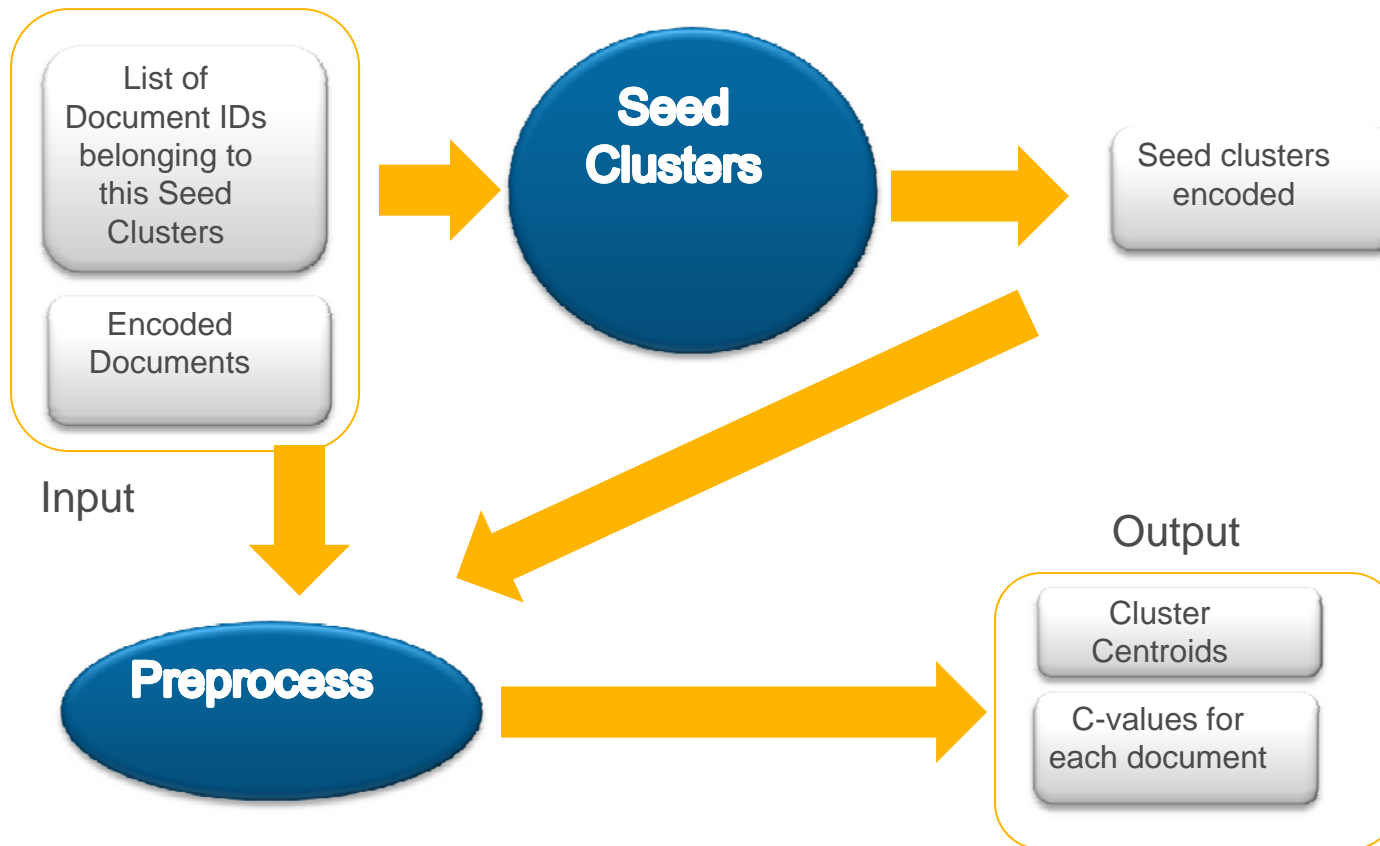 List of
Document IDs
belonging to
this Seed
Clusters
Encoded
Documents
Input
Seed
Clusters
Seed clusters
encoded
Preprocess
Output
Cluster
Centroids
C-values for
each document